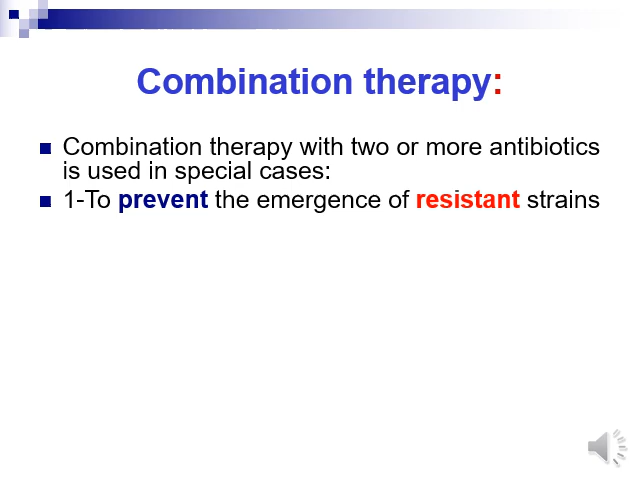 Combination therapy:
Combination therapy with two or more antibiotics
is used in special cases:
1-To prevent the emergence of resistant strains